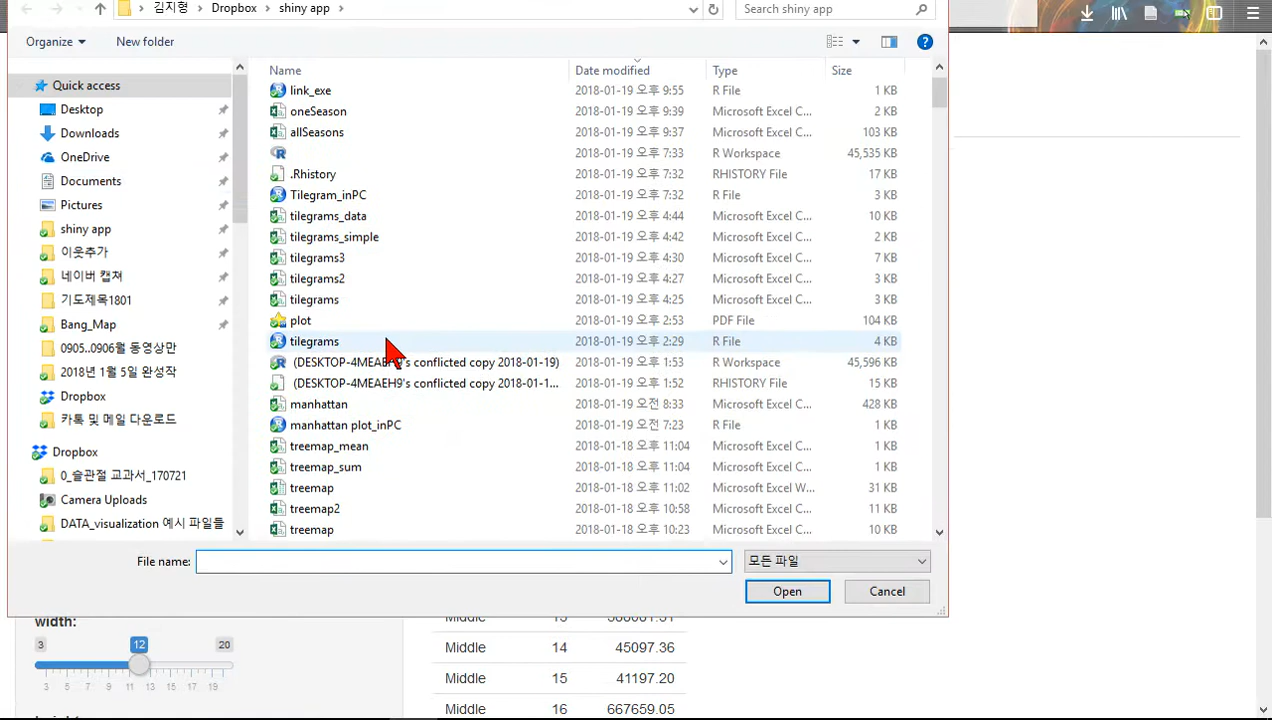 김지형 › Dropbox › shiny app ›
Search shiny app
Organize
New folder
Quick access
Desktop
Downloads
OneDrive
Documents
Pictures
shiny app
이웃추가
네이버 캡쳐
기도제목1801
Bang_Map
0905..0906월 동영상만
2018년 1월 5일 완성작
Dropbox
카톡 및 메일 다운로드
Dropbox
0_슬관절 교과서_170721
Camera Uploads
DATA_visualization 예시 파일들
Name Date modified Type Size
link_exe 2018-01-19 오후 9:55 R File 1 KB
oneSeason 2018-01-19 오후 9:39 Microsoft Excel C... 2 KB
allSeasons 2018-01-19 오후 9:37 Microsoft Excel C... 103 KB
2018-01-19 오후 7:33 R Workspace 45,535 KB
.Rhistory 2018-01-19 오후 7:32 RHISTORY File 17 KB
Tilegram_inPC 2018-01-19 오후 7:32 R File 3 KB
tilegrams_data 2018-01-19 오후 4:44 Microsoft Excel C... 10 KB
tilegrams_simple 2018-01-19 오후 4:42 Microsoft Excel C... 2 KB
tilegrams3 2018-01-19 오후 4:30 Microsoft Excel C... 7 KB
tilegrams2 2018-01-19 오후 4:27 Microsoft Excel C... 3 KB
tilegrams 2018-01-19 오후 4:25 Microsoft Excel C... 3 KB
plot 2018-01-19 오후 2:53 PDF File 104 KB
tilegrams 2018-01-19 오후 2:29 R File 4 KB
(DESKTOP-4MEAEH9's conflicted copy 2018-01-19) 2018-01-19 오후 1:53 R Workspace 45,596 KB
(DESKTOP-4MEAEH9's conflicted copy 2018-01-1... 2018-01-19 오후 1:52 RHISTORY File 15 KB
manhattan 2018-01-19 오전 8:33 Microsoft Excel C... 428 KB
manhattan plot_inPC 2018-01-19 오전 7:23 R File 1 KB
treemap_mean 2018-01-18 오후 11:04 Microsoft Excel C... 1 KB
treemap_sum 2018-01-18 오후 11:04 Microsoft Excel C... 1 KB
treemap 2018-01-18 오후 11:02 Microsoft Excel W... 31 KB
treemap2 2018-01-18 오후 10:58 Microsoft Excel C... 11 KB
treemap 2018-01-18 오후 10:23 Microsoft Excel C... 10 KB
File name:
모든 파일
Open
Cancel
width:
3 12 20
3 5 7 9 11 13 15 17 19
Middle
Middle 14 45097.36
Middle 15 41197.20
Middle 16 667659.05